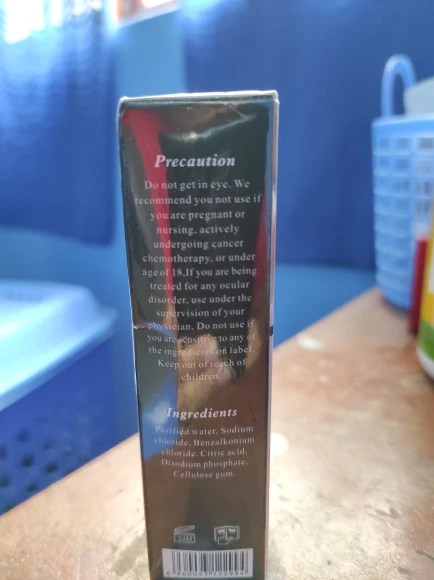 Precaution
Do not get in eye. We
recommend you not use if
you are pregnant or
nursing, actively
undergoing cancer
chemotherapy, or under
age of 18,If you are being
treated for any ocular
disorder, use under the
supervision of your
physician. Do not use if
you are sensitive to any of
the ingredients on label.
Keep out of reach of
children.
Ingredients
Purified water, Sodium
chloride, Benzalkonium
chloride. Citric acid,
Disodium phosphate,
Cellulose gum.